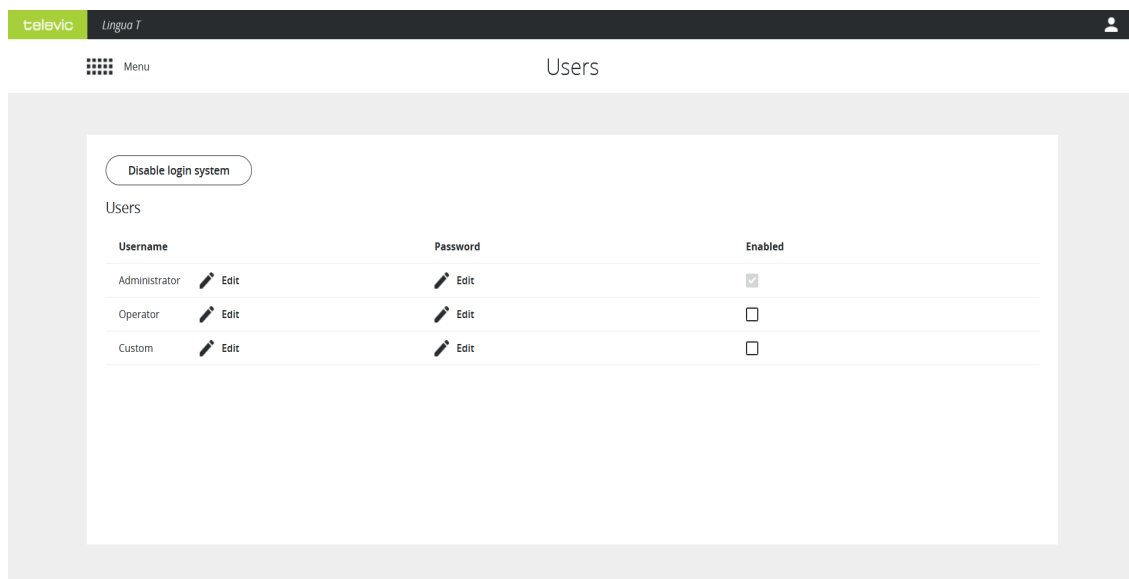 televic Lingua T
Menu Users
Disable login system
Users
Username Password Enabled
Administrator Edit Edit
Operator Edit Edit
Custom Edit Edit